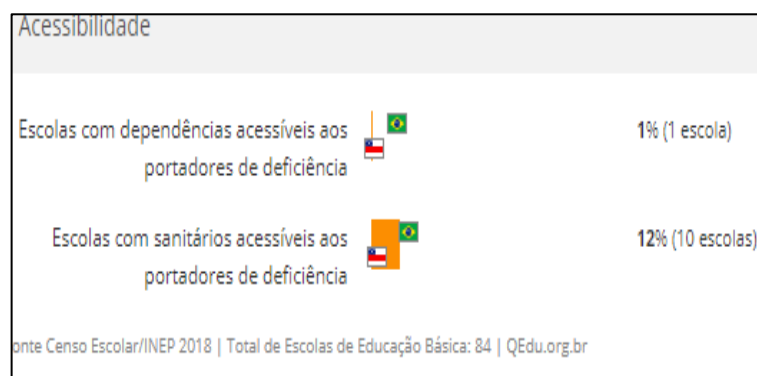 Acessibilidade
Escolas com dependências acessíveis aos
portadores de deficiência
1% (1 escola)
Escolas com sanitários acessíveis aos
portadores de deficiência
12% (10 escolas)
onte Censo Escolar/INEP 2018 | Total de Escolas de Educação Básica: 84 | QEdu.org.br